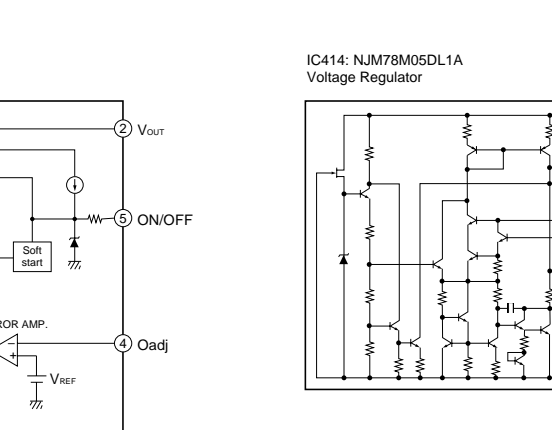 IC414: NJM78M05DL1A
Voltage Regulator
2 VOUT
5 ON/OFF
Soft
start
ROR AMP.
4 Oadj
−
+
VREF